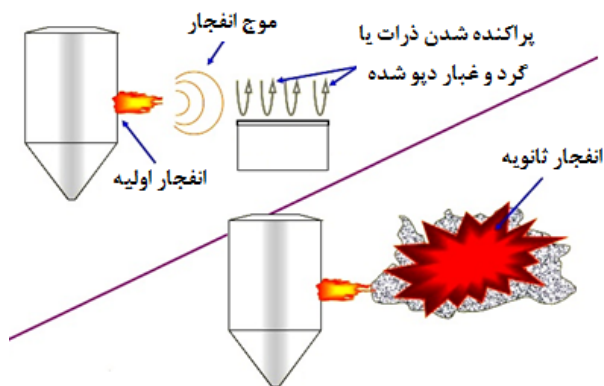 موج انفجار
پراکنده شدن ذرات یا
گرد و غبار دپو شده
انفجار اولیه
انفجار ثانویه